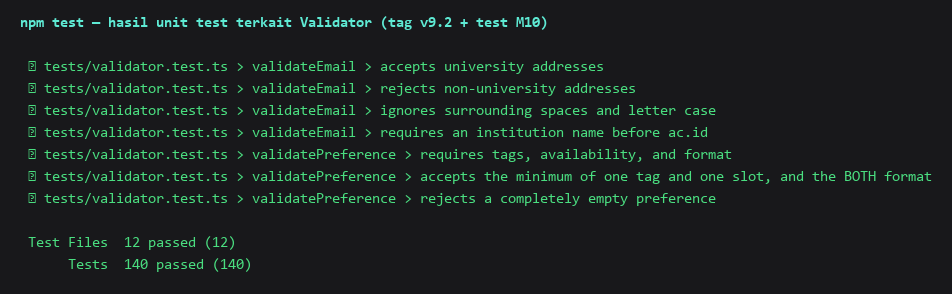 npm test — hasil unit test terkait Validator (tag v9.2 + test M10)
tests/validator.test.ts > validateEmail > accepts university addresses
tests/validator.test.ts > validateEmail > rejects non-university addresses
tests/validator.test.ts > validateEmail > ignores surrounding spaces and letter case
tests/validator.test.ts > validateEmail > requires an institution name before ac.id
tests/validator.test.ts > validatePreference > requires tags, availability, and format
tests/validator.test.ts > validatePreference > accepts the minimum of one tag and one slot, and the BOTH format
tests/validator.test.ts > validatePreference > rejects a completely empty preference
Test Files 12 passed (12)
Tests 140 passed (140)